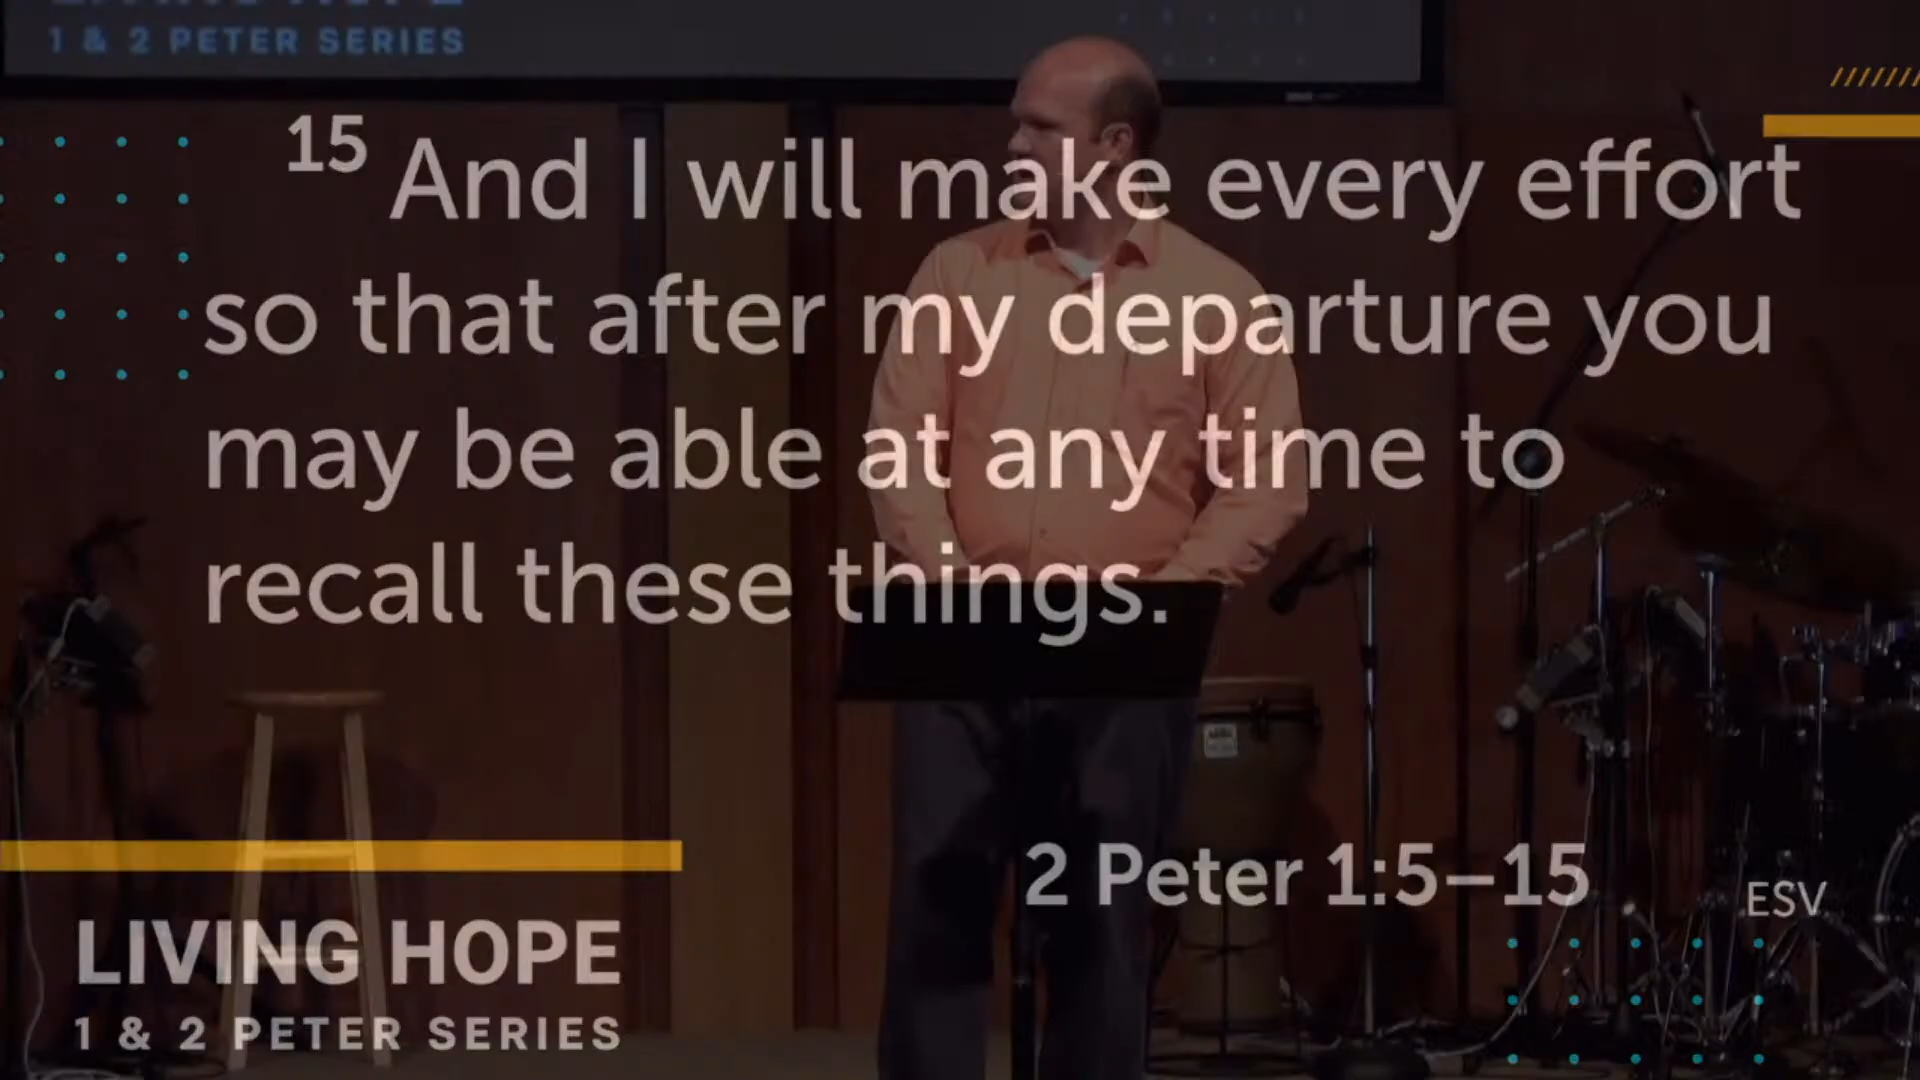 1 & 2 PETER SERIES
15 And I will make every effort
so that after my departure you
may be able at any time to
recall these things.
2 Peter 1:5–15
ESV
LIVING HOPE
1 & 2 PETER SERIES